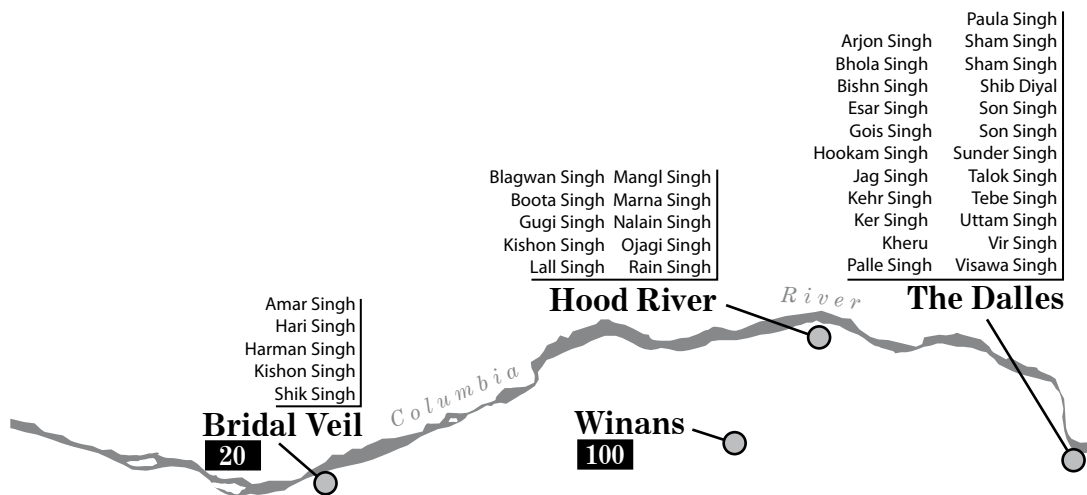 Amar Singh
Hari Singh
Harman Singh
Kishon Singh
Shik Singh
Bridal Veil
20
Columbia
Blagwan Singh Mangl Singh
Boota Singh Marna Singh
Gugi Singh Nalain Singh
Kishon Singh Ojagi Singh
Lall Singh Rain Singh
Hood River
River
Winans
100
Paula Singh
Arjon Singh Sham Singh
Bhola Singh Sham Singh
Bishn Singh Shib Diyal
Esar Singh Son Singh
Gois Singh Son Singh
Hookam Singh Sunder Singh
Jag Singh Talok Singh
Kehr Singh Tebe Singh
Ker Singh Uttam Singh
Kheru Vir Singh
Palle Singh Visawa Singh
The Dalles